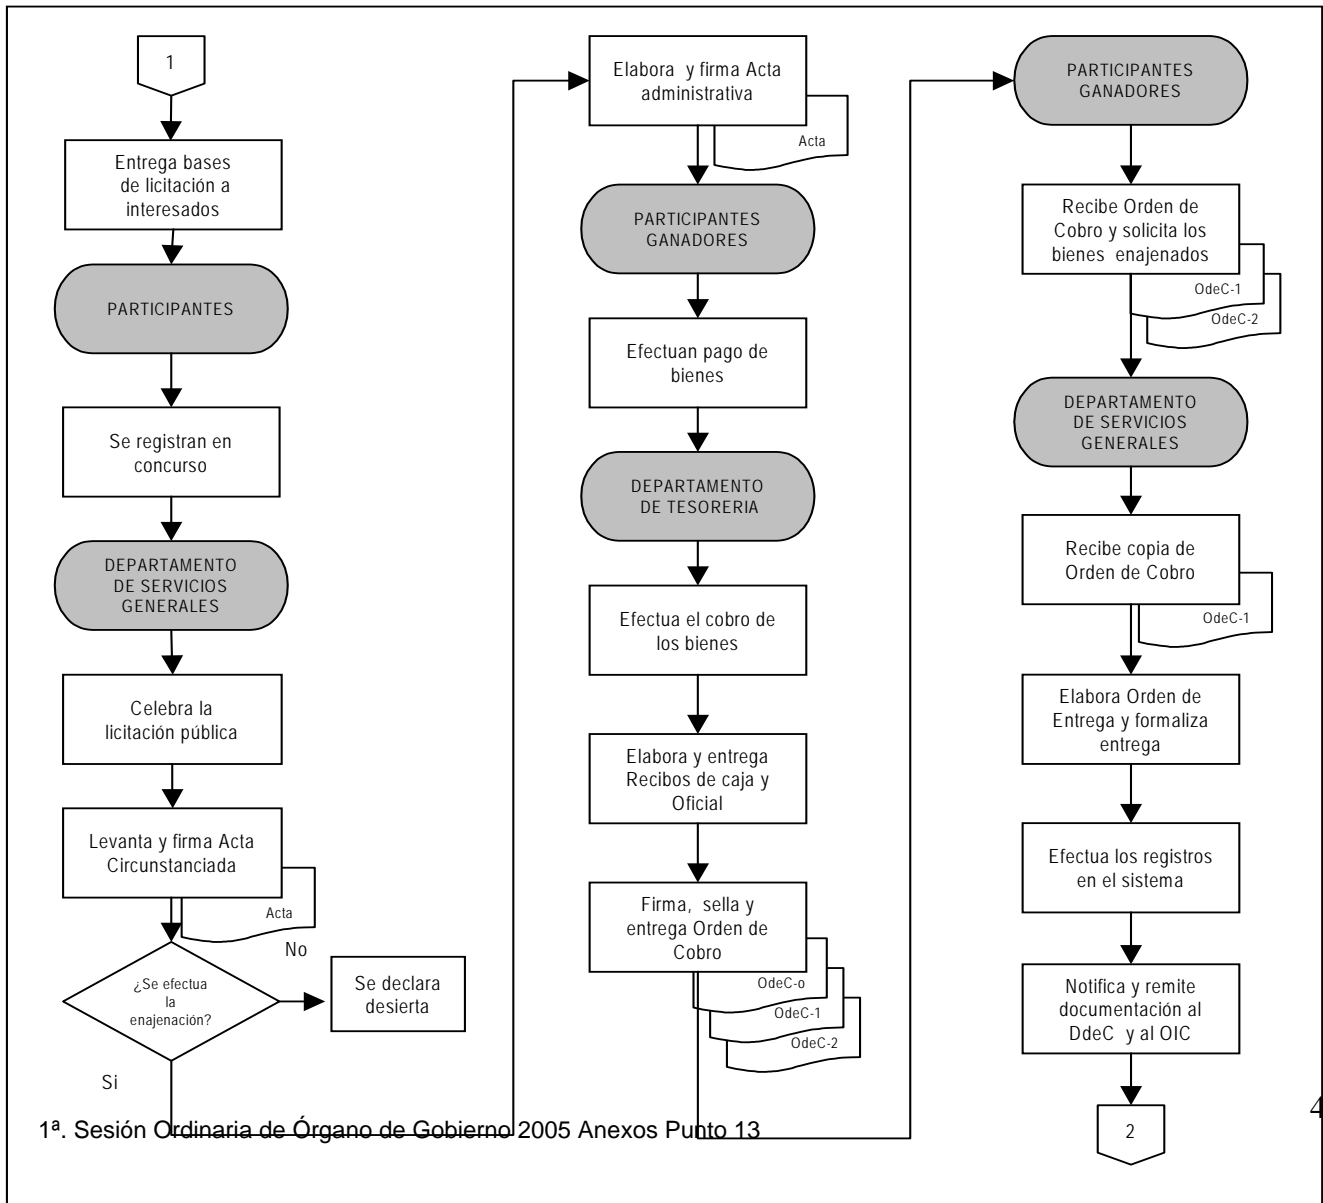 1
Entrega bases
de licitación a
interesados
PARTICIPANTES
Se registran en
concurso
DEPARTAMENTO
DE SERVICIOS
GENERALES
Celebra la
licitación pública
Levanta y firma Acta
Circunstanciada
Acta
No
¿Se efectua
la
enajenación?
Se declara
desierta
Si
Elabora y firma Acta
administrativa
Acta
PARTICIPANTES
GANADORES
Efectuan pago de
bienes
DEPARTAMENTO
DE TESORERIA
Efectua el cobro de
los bienes
Elabora y entrega
Recibos de caja y
Oficial
Firma, sella y
entrega Orden de
Cobro
OdeC-o
OdeC-1
OdeC-2
PARTICIPANTES
GANADORES
Recibe Orden de
Cobro y solicita los
bienes enajenados
OdeC-1
OdeC-2
DEPARTAMENTO
DE SERVICIOS
GENERALES
Recibe copia de
Orden de Cobro
OdeC-1
Elabora Orden de
Entrega y formaliza
entrega
Efectua los registros
en el sistema
Notifica y remite
documentación al
DdeC y al OIC
2
1ª. Sesión Ordinaria de Órgano de Gobierno 2005 Anexos Punto 13
4